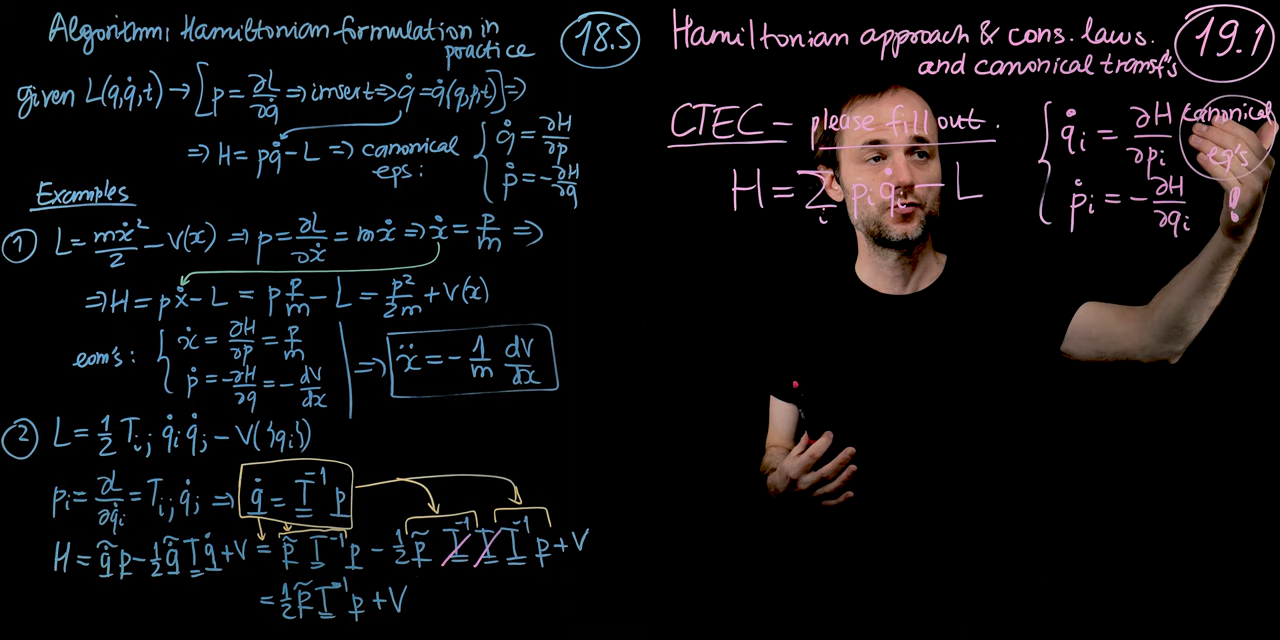 Algorithm: Hamiltonian formulation in
practice
18.5
given L(q,q̇,t) → [p = ∂L/∂q̇ ⇒ insert ⇒ q̇ = q̇(q,p,t)] ⇒
⇒ H = pq̇ − L ⇒ canonical
eqs: { q̇ = ∂H/∂p
ṗ = −∂H/∂q
Examples
① L = mẋ²/2 − V(x) ⇒ p = ∂L/∂ẋ = mẋ ⇒ ẋ = p/m ⇒
⇒ H = pẋ − L = p p/m − L = p²/2m + V(x)
eom's: { ẋ = ∂H/∂p = p/m
ṗ = −∂H/∂q = −dV/dx
⇒ ẍ = −1/m dV/dx
② L = ½ Tᵢⱼ q̇ᵢ q̇ⱼ − V({qᵢ})
pᵢ = ∂L/∂q̇ᵢ = Tᵢⱼ q̇ⱼ ⇒ q̇ = T⁻¹ p
H = q̃̇ p − ½ q̃̇ T q̇ + V = p̃ T⁻¹ p − ½ p̃ T⁻¹ T T⁻¹ p + V
= ½ p̃ T⁻¹ p + V
Hamiltonian approach & cons. laws.
and canonical transf's
19.1
CTEC – please fill out.
H = Σᵢ pᵢ q̇ᵢ − L
{ q̇ᵢ = ∂H/∂pᵢ
ṗᵢ = −∂H/∂qᵢ
canonical
eq's
!